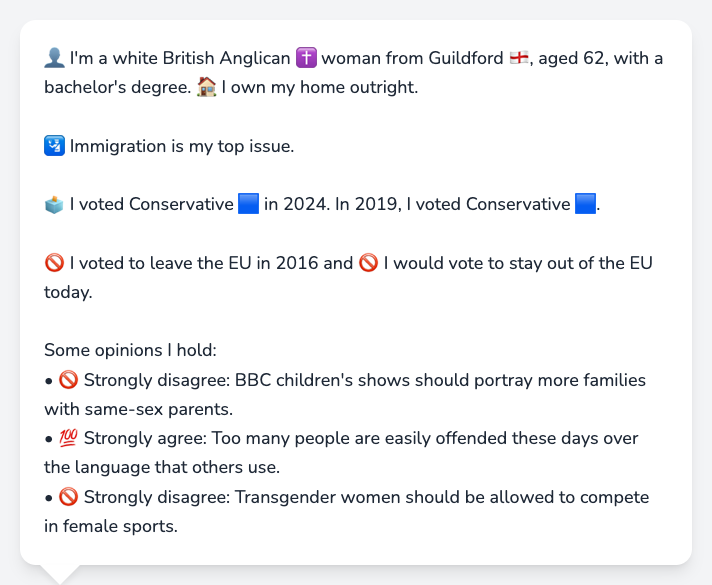 👤 I'm a white British Anglican ✝️ woman from Guildford 🏴󠁧󠁢󠁥󠁮󠁧󠁿, aged 62, with a
bachelor's degree. 🏠 I own my home outright.
🛂 Immigration is my top issue.
🗳️ I voted Conservative 🟦 in 2024. In 2019, I voted Conservative 🟦.
🚫 I voted to leave the EU in 2016 and 🚫 I would vote to stay out of the EU
today.
Some opinions I hold:
• 🚫 Strongly disagree: BBC children's shows should portray more families
with same-sex parents.
• 💯 Strongly agree: Too many people are easily offended these days over
the language that others use.
• 🚫 Strongly disagree: Transgender women should be allowed to compete
in female sports.